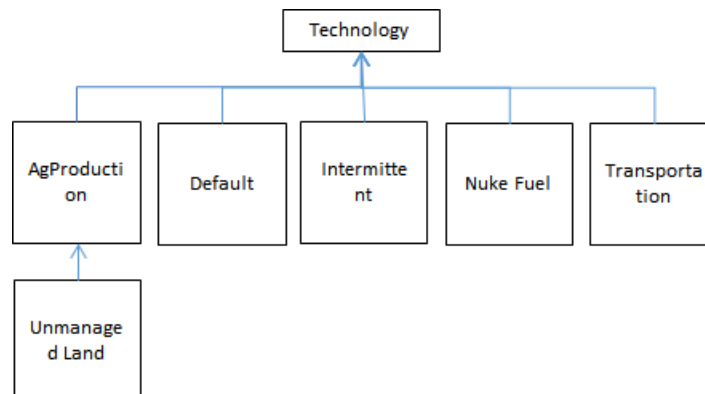 Technology
AgProducti
on
Default
Intermitte
nt
Nuke Fuel
Transporta
tion
Unmanage
d Land